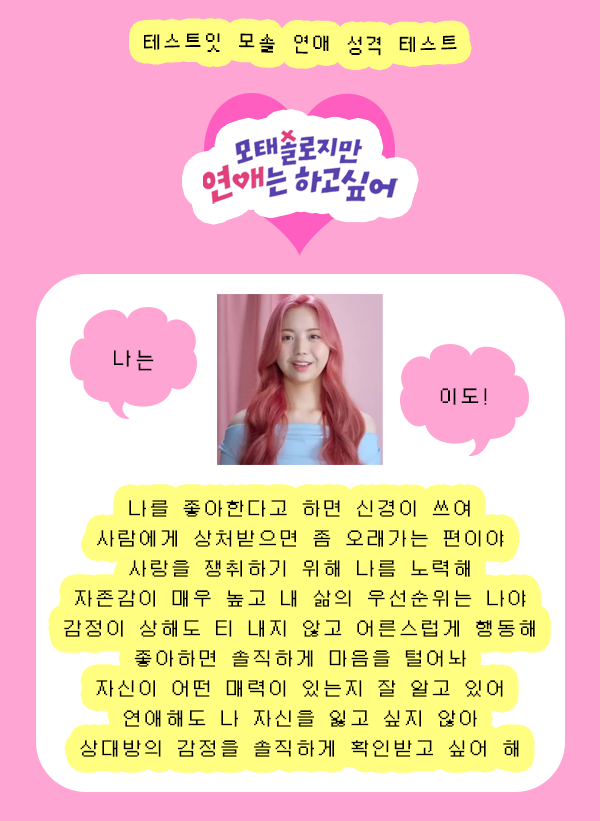 테스트잇 모솔 연애 성격 테스트
모태솔로지만
연애는 하고싶어
나는
이도!
나를 좋아한다고 하면 신경이 쓰여
사람에게 상처받으면 좀 오래가는 편이야
사랑을 쟁취하기 위해 나름 노력해
자존감이 매우 높고 내 삶의 우선순위는 나야
감정이 상해도 티 내지 않고 어른스럽게 행동해
좋아하면 솔직하게 마음을 털어놔
자신이 어떤 매력이 있는지 잘 알고 있어
연애해도 나 자신을 잃고 싶지 않아
상대방의 감정을 솔직하게 확인받고 싶어 해